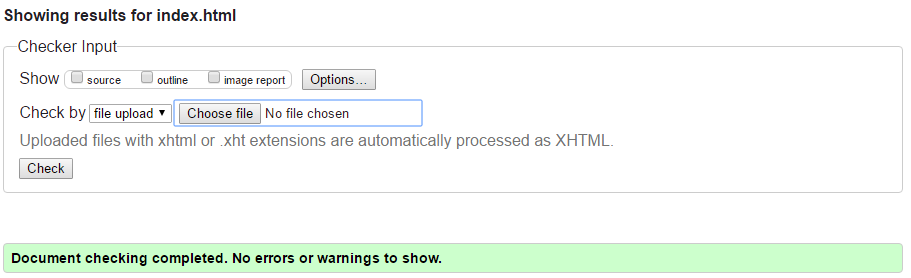 Showing results for index.html
Checker Input
Show source outline image report Options...
Check by file upload Choose file No file chosen
Uploaded files with xhtml or .xht extensions are automatically processed as XHTML.
Check
Document checking completed. No errors or warnings to show.